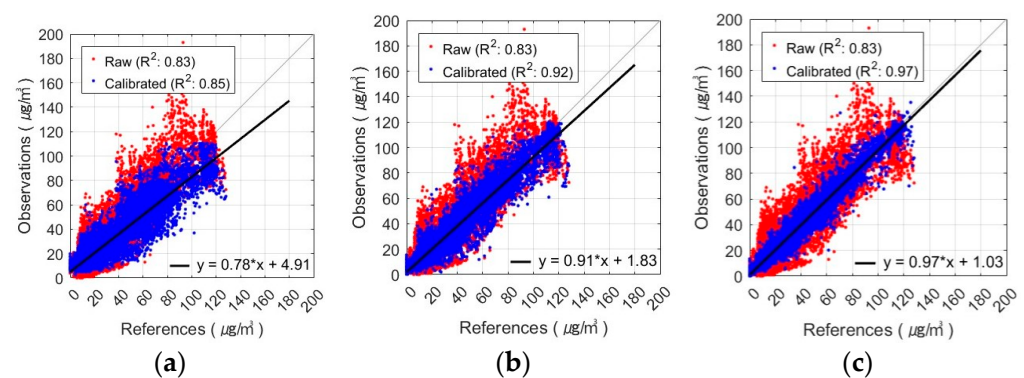 200
180
160
140
120
100
80
60
40
20
0
Observations ( μg/m³)
Raw (R²: 0.83)
Calibrated (R²: 0.85)
y = 0.78*x + 4.91
0 20 40 60 80 100 120 140 160 180 200
References ( μg/m³)
(a)
200
180
160
140
120
100
80
60
40
20
0
Observations ( μg/m³)
Raw (R²: 0.83)
Calibrated (R²: 0.92)
y = 0.91*x + 1.83
0 20 40 60 80 100 120 140 160 180 200
References ( μg/m³)
(b)
200
180
160
140
120
100
80
60
40
20
0
Observations ( μg/m³)
Raw (R²: 0.83)
Calibrated (R²: 0.97)
y = 0.97*x + 1.03
0 20 40 60 80 100 120 140 160 180 200
References ( μg/m³)
(c)